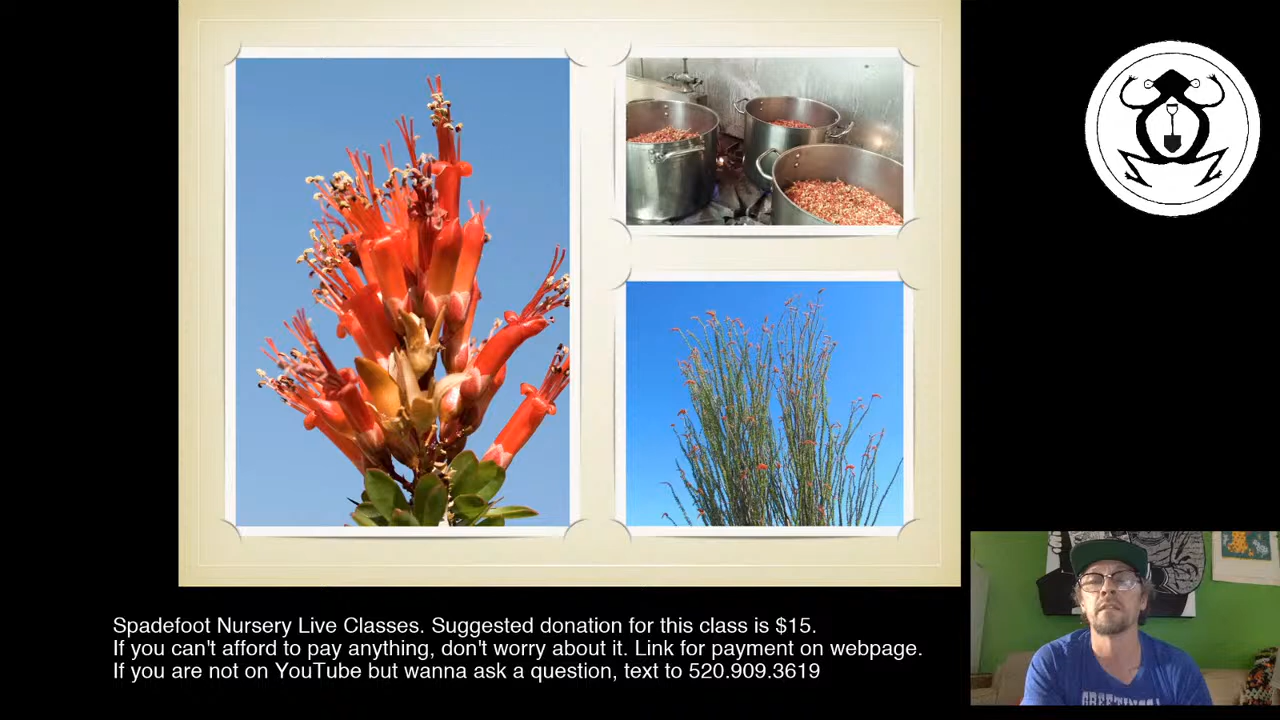 Spadefoot Nursery Live Classes. Suggested donation for this class is $15.
If you can't afford to pay anything, don't worry about it. Link for payment on webpage.
If you are not on YouTube but wanna ask a question, text to 520.909.3619
GREETINGS